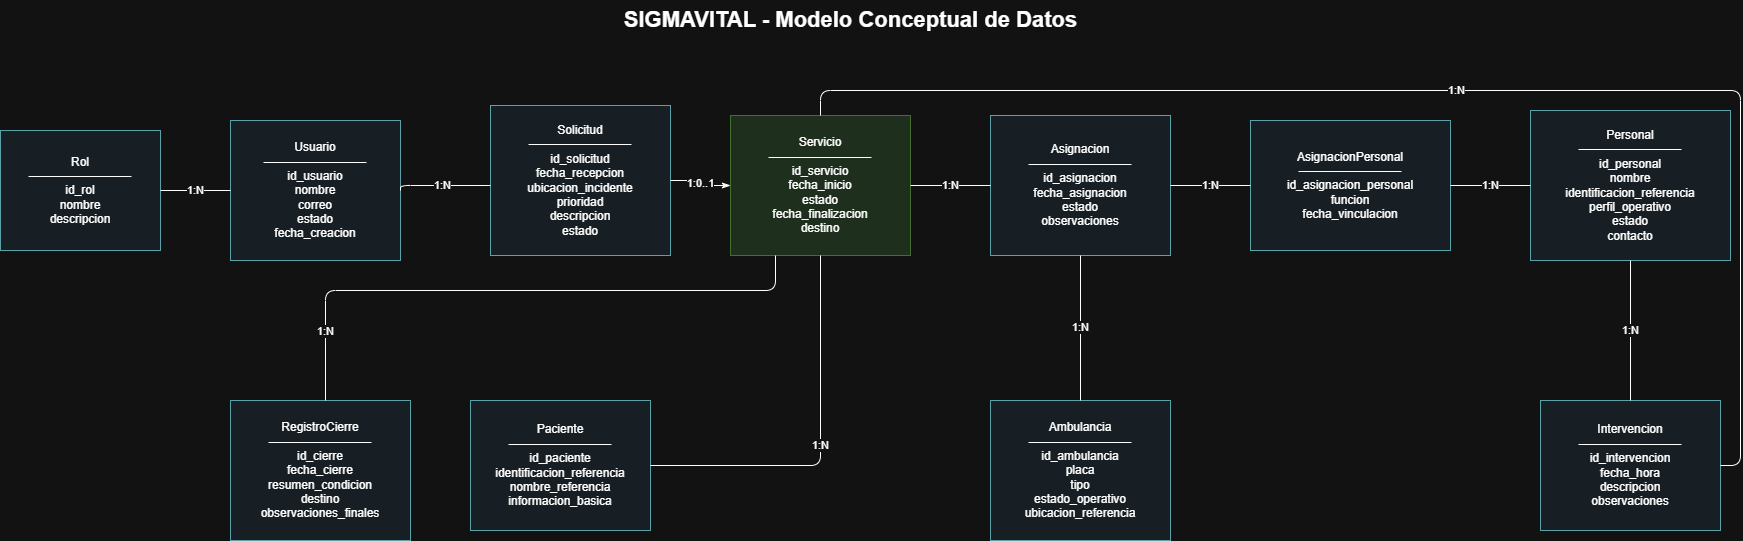 SIGMAVITAL - Modelo Conceptual de Datos
Rol
id_rol
nombre
descripcion
1:N
Usuario
id_usuario
nombre
correo
estado
fecha_creacion
1:N
Solicitud
id_solicitud
fecha_recepcion
ubicacion_incidente
prioridad
descripcion
estado
1:0..1
Servicio
id_servicio
fecha_inicio
estado
fecha_finalizacion
destino
1:N
Asignacion
id_asignacion
fecha_asignacion
estado
observaciones
1:N
AsignacionPersonal
id_asignacion_personal
funcion
fecha_vinculacion
1:N
Personal
id_personal
nombre
identificacion_referencia
perfil_operativo
estado
contacto
1:N
1:N
1:N
1:N
1:N
RegistroCierre
id_cierre
fecha_cierre
resumen_condicion
destino
observaciones_finales
Paciente
id_paciente
identificacion_referencia
nombre_referencia
informacion_basica
Ambulancia
id_ambulancia
placa
tipo
estado_operativo
ubicacion_referencia
Intervencion
id_intervencion
fecha_hora
descripcion
observaciones